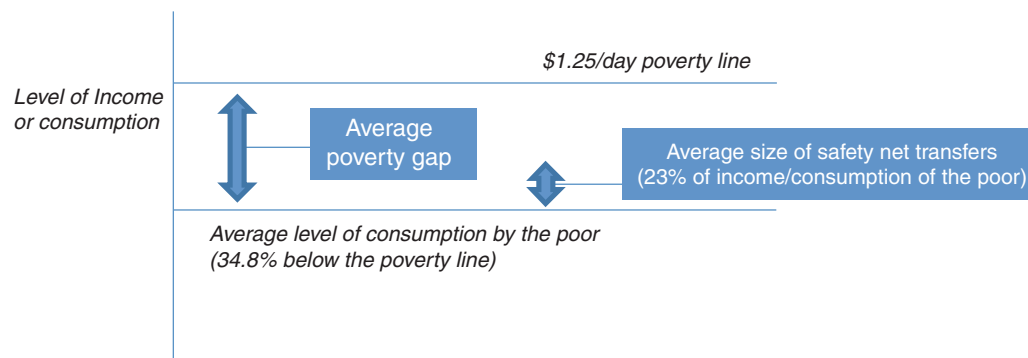 $1.25/day poverty line
Level of Income
or consumption
Average
poverty gap
Average size of safety net transfers
(23% of income/consumption of the poor)
Average level of consumption by the poor
(34.8% below the poverty line)